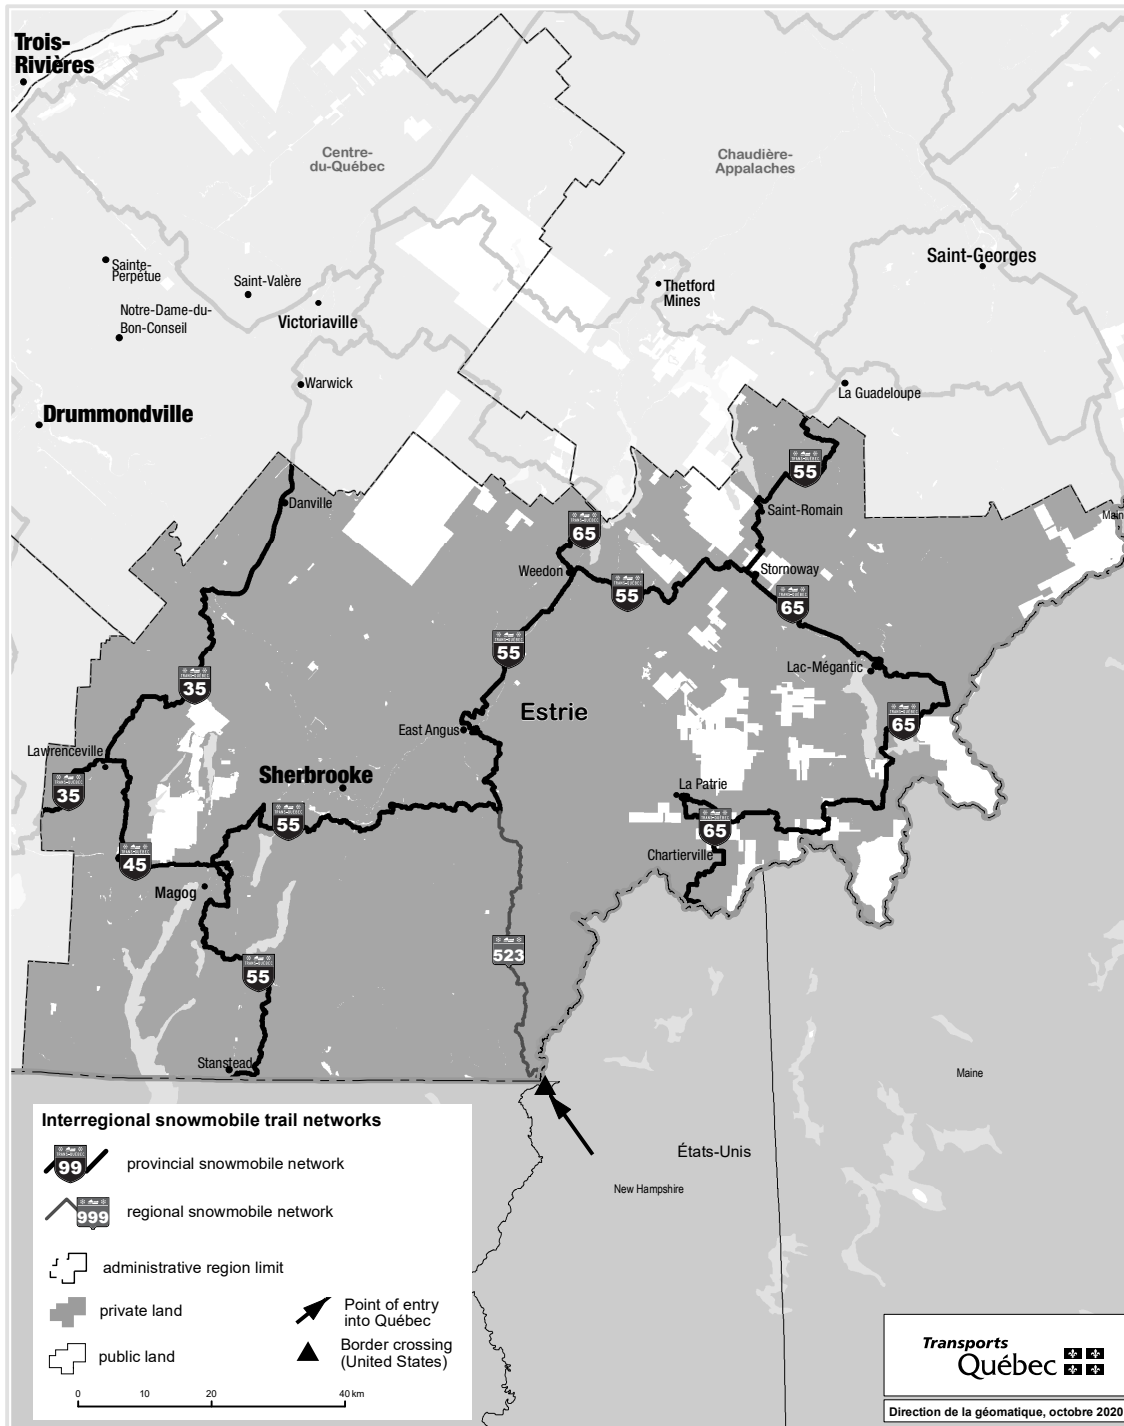 Trois-
Rivières
Centre-
du-Québec
Chaudière-
Appalaches
Sainte-
Perpétue
Saint-Valère
Notre-Dame-du-
Bon-Conseil
Victoriaville
Thetford
Mines
Saint-Georges
Warwick
La Guadeloupe
Drummondville
Danville
55
Saint-Romain
65
Weedon
Stornoway
55
65
55
Lac-Mégantic
35
Estrie
65
East Angus
Lawrenceville
Sherbrooke
35
La Patrie
55
65
45
Chartierville
Magog
523
55
Stanstead
Maine
États-Unis
New Hampshire
Interregional snowmobile trail networks
99
provincial snowmobile network
999
regional snowmobile network
administrative region limit
private land
public land
Point of entry
into Québec
Border crossing
(United States)
0 10 20 40 km
Transports
Québec
Direction de la géomatique, octobre 2020